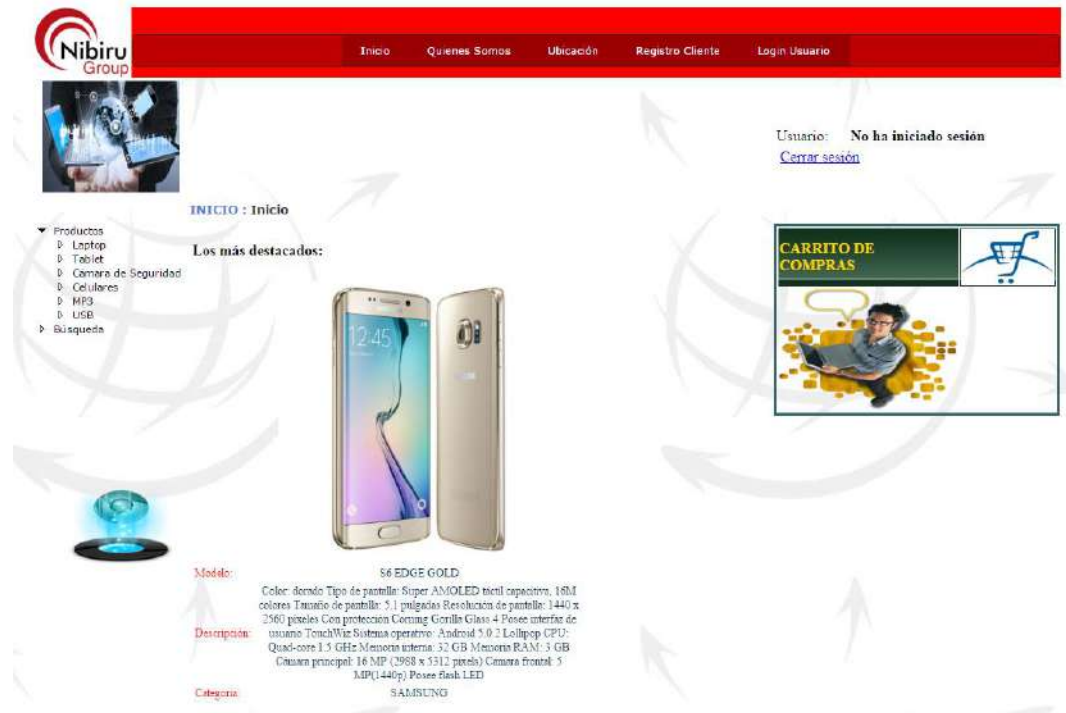 Nibiru
Group
Inicio Quienes Somos Ubicación Registro Cliente Login Usuario
Usuario: No ha iniciado sesión
Cerrar sesión
INICIO : Inicio
Productos
Laptop
Tablet
Camara de Seguridad
Celulares
MP3
USB
Búsqueda
Los más destacados:
CARRITO DE
COMPRAS
12:45
SAMSUNG
Modelo: S6 EDGE GOLD
Color: dorado Tipo de pantalla: Super AMOLED táctil capacitiva, 16M
colores Tamaño de pantalla: 5,1 pulgadas Resolución de pantalla: 1440 x
2560 pixeles Con protección Corning Gorilla Glass 4 Posee interfaz de
Descripción: usuario TouchWiz Sistema operativo: Android 5.0.2 Lollipop CPU:
Quad-core 1.5 GHz Memoria interna: 32 GB Memoria RAM: 3 GB
Cámara principal: 16 MP (2988 x 5312 pixels) Cámara frontal: 5
MP(1440p) Posee flash LED
Categoria: SAMSUNG